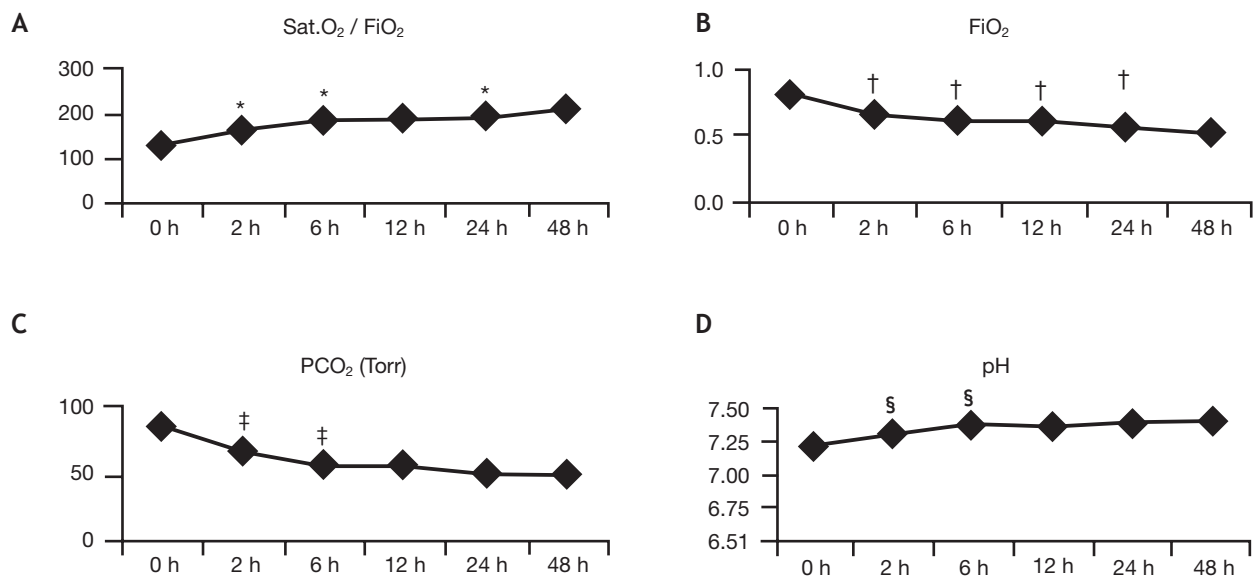 A
Sat.O₂ / FiO₂
300
200
100
0
* * *
0 h 2 h 6 h 12 h 24 h 48 h
B
FiO₂
1.0
0.5
0.0
† † † †
0 h 2 h 6 h 12 h 24 h 48 h
C
PCO₂ (Torr)
100
50
0
‡ ‡
0 h 2 h 6 h 12 h 24 h 48 h
D
pH
7.50
7.25
7.00
6.75
6.51
§ §
0 h 2 h 6 h 12 h 24 h 48 h